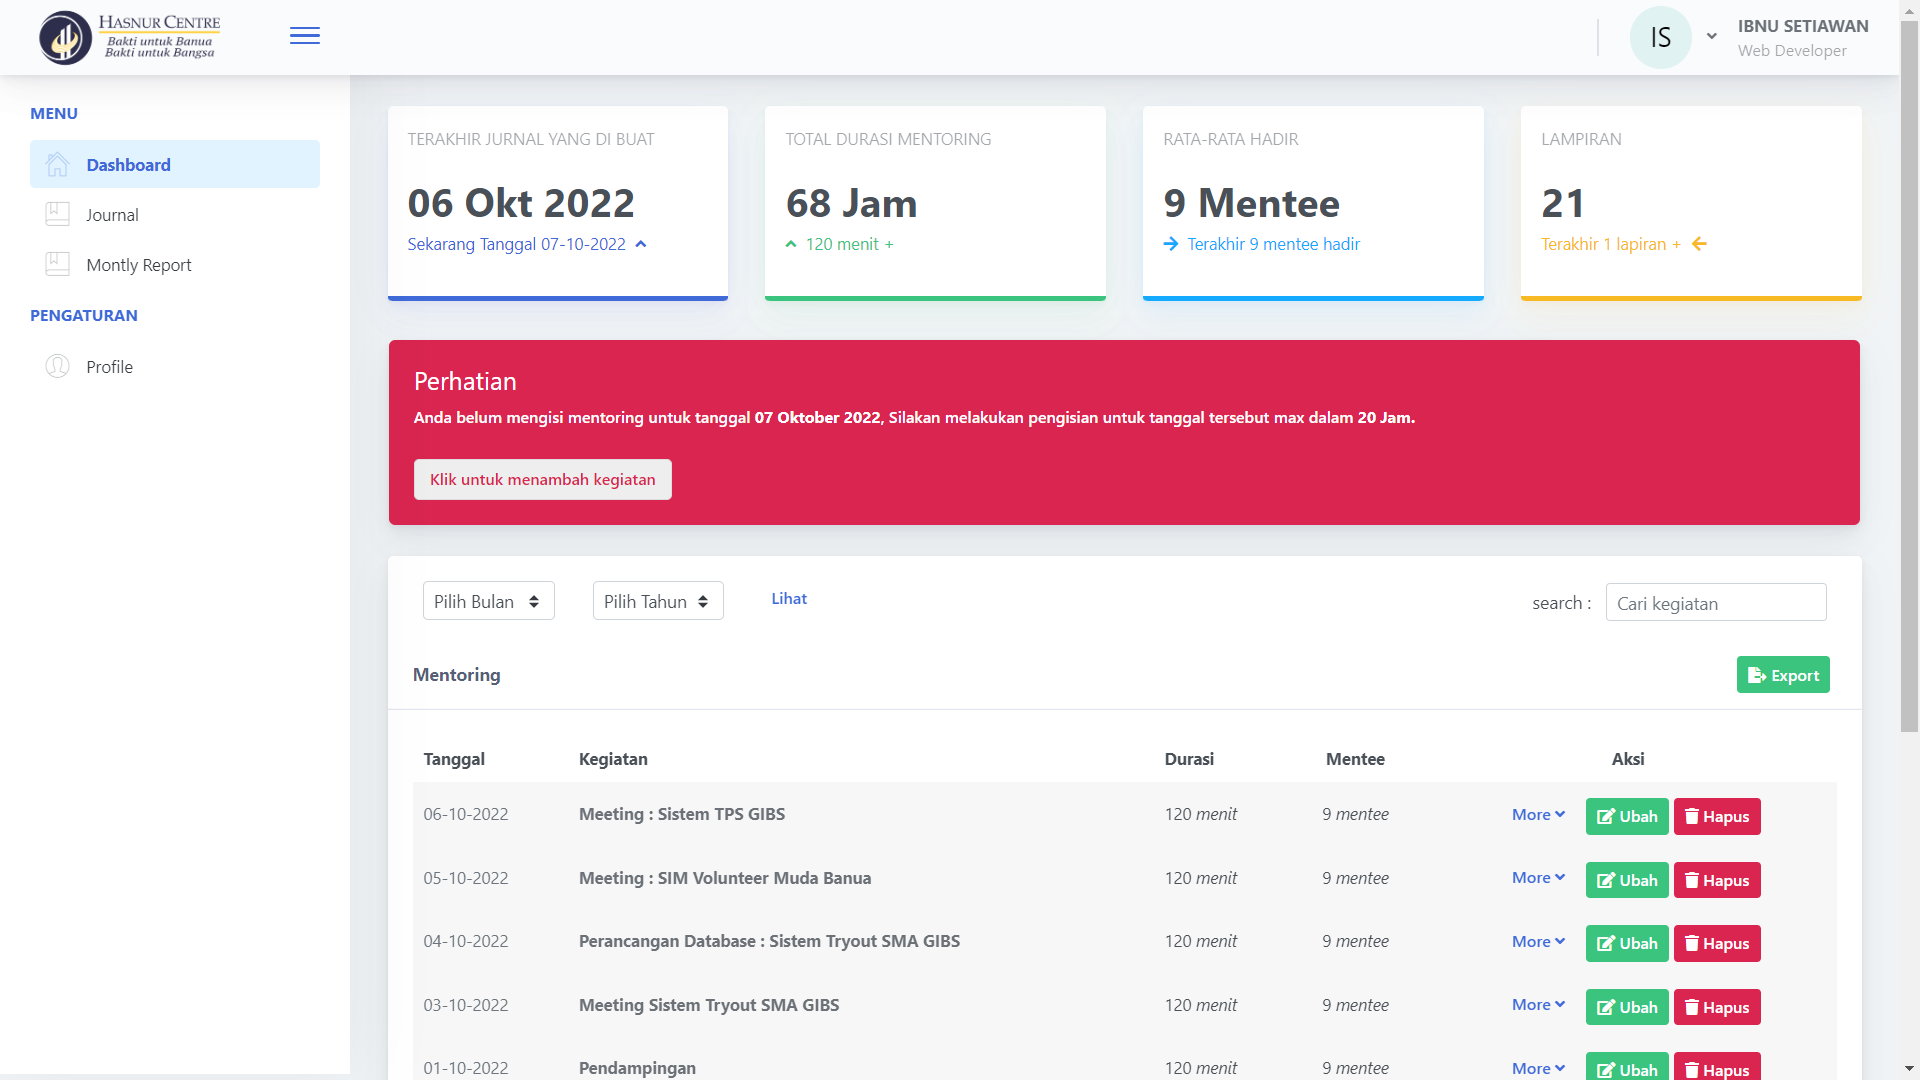 HASNUR CENTRE
Bakti untuk Banua
Bakti untuk Bangsa
IS
IBNU SETIAWAN
Web Developer
MENU
Dashboard
Journal
Montly Report
PENGATURAN
Profile
TERAKHIR JURNAL YANG DI BUAT
06 Okt 2022
Sekarang Tanggal 07-10-2022
TOTAL DURASI MENTORING
68 Jam
120 menit +
RATA-RATA HADIR
9 Mentee
Terakhir 9 mentee hadir
LAMPIRAN
21
Terakhir 1 lapiran +
Perhatian
Anda belum mengisi mentoring untuk tanggal 07 Oktober 2022, Silakan melakukan pengisian untuk tanggal tersebut max dalam 20 Jam.
Klik untuk menambah kegiatan
Pilih Bulan Pilih Tahun Lihat search : Cari kegiatan
Mentoring Export
Tanggal Kegiatan Durasi Mentee Aksi
06-10-2022 Meeting : Sistem TPS GIBS 120 menit 9 mentee More Ubah Hapus
05-10-2022 Meeting : SIM Volunteer Muda Banua 120 menit 9 mentee More Ubah Hapus
04-10-2022 Perancangan Database : Sistem Tryout SMA GIBS 120 menit 9 mentee More Ubah Hapus
03-10-2022 Meeting Sistem Tryout SMA GIBS 120 menit 9 mentee More Ubah Hapus
01-10-2022 Pendampingan 120 menit 9 mentee More Ubah Hapus